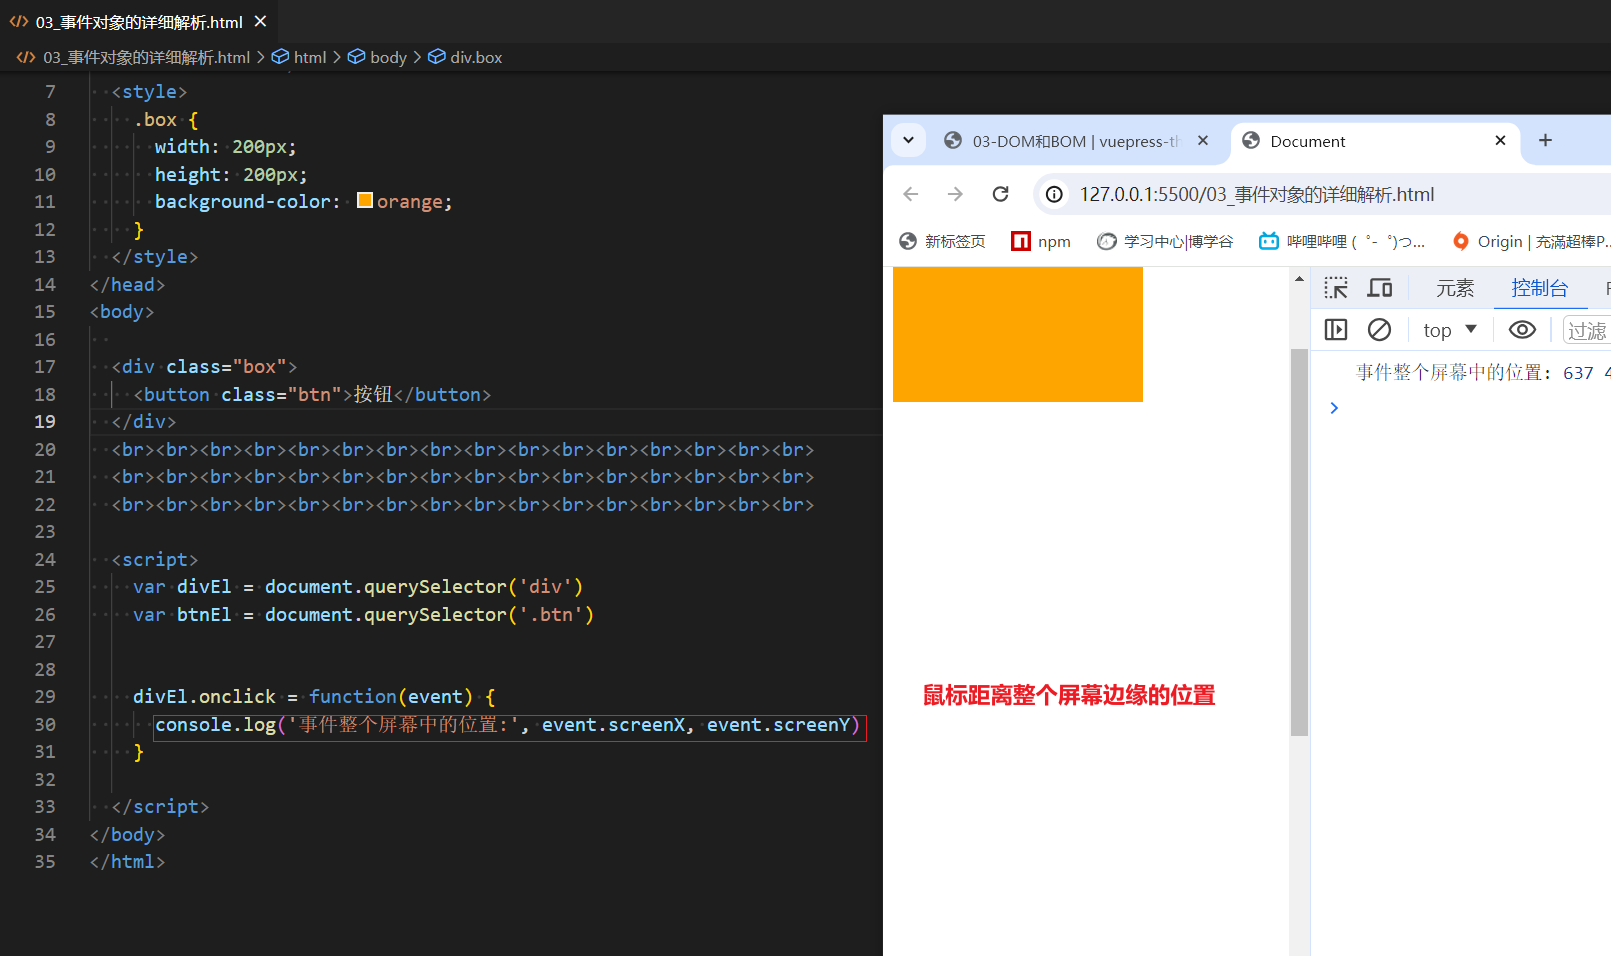 03_事件对象的详细解析.html
03_事件对象的详细解析.html > html > body > div.box
7 <style>
8 .box {
9 width: 200px;
10 height: 200px;
11 background-color: orange;
12 }
13 </style>
14 </head>
15 <body>
16
17 <div class="box">
18 <button class="btn">按钮</button>
19 </div>
20 <br><br><br><br><br><br><br><br><br><br><br><br><br><br><br><br>
21 <br><br><br><br><br><br><br><br><br><br><br><br><br><br><br><br>
22 <br><br><br><br><br><br><br><br><br><br><br><br><br><br><br><br>
23
24 <script>
25 var divEl = document.querySelector('div')
26 var btnEl = document.querySelector('.btn')
27
28
29 divEl.onclick = function(event) {
30 console.log('事件整个屏幕中的位置:', event.screenX, event.screenY)
31 }
32
33 </script>
34 </body>
35 </html>
03-DOM和BOM | vuepress-th
Document
127.0.0.1:5500/03_事件对象的详细解析.html
新标签页 npm 学习中心|博学谷 哔哩哔哩 (゜-゜)つ... Origin | 充滿超棒P...
元素 控制台
top 过滤
事件整个屏幕中的位置: 637 4
鼠标距离整个屏幕边缘的位置